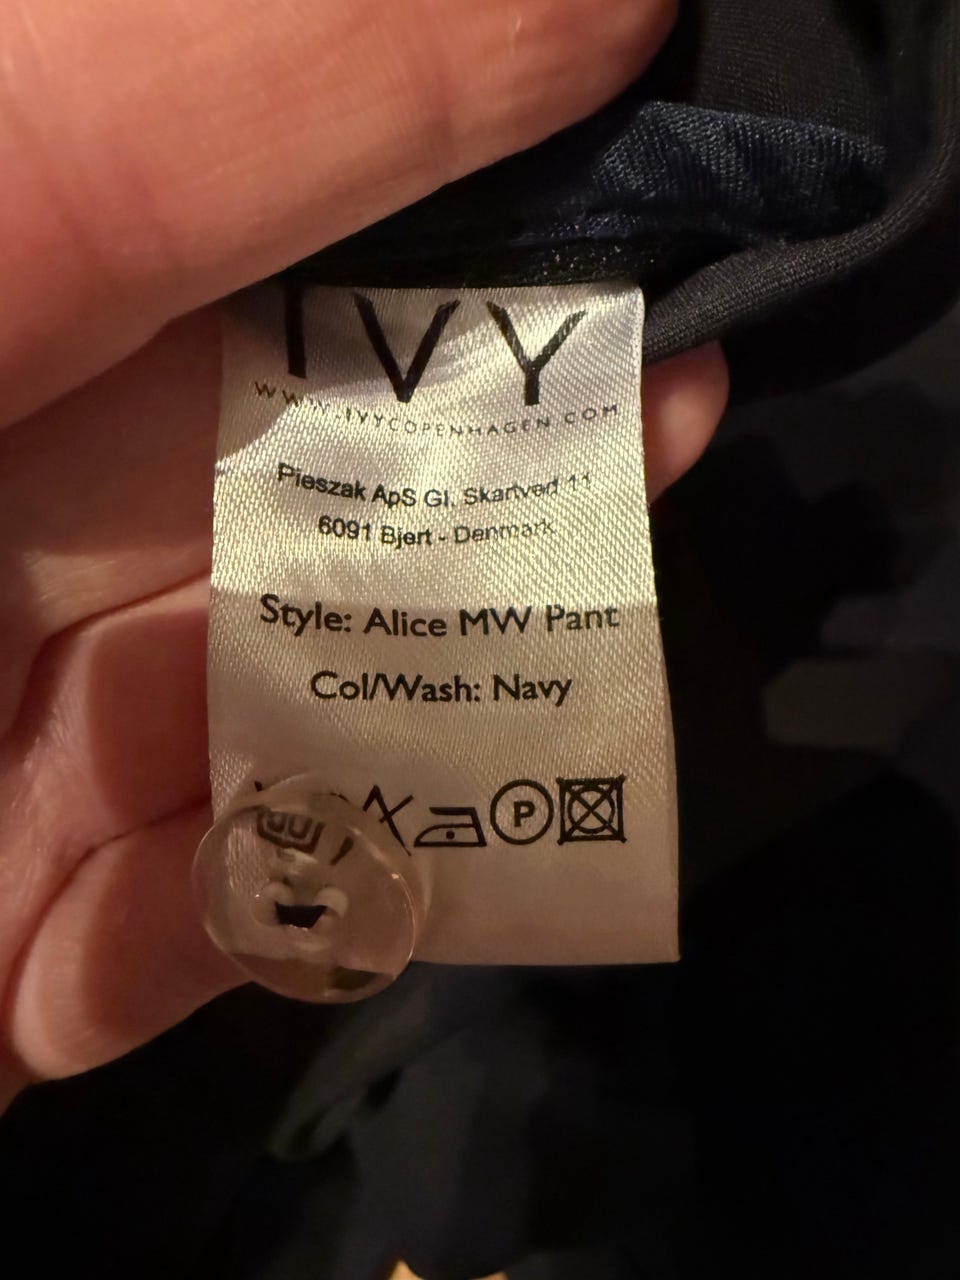 IVY
WWW.IVYCOPENHAGEN.COM
Pieszak ApS Gl. Skartved 11
6091 Bjert - Denmark
Style: Alice MW Pant
Col/Wash: Navy
P